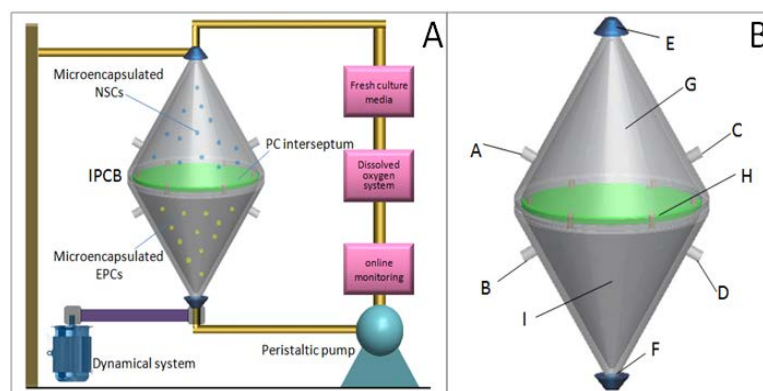 A
Microencapsulated
NSCs
Fresh culture
media
PC interseptum
IPCB
Dissolved
oxygen
system
Microencapsulated
EPCs
online
monitoring
Dynamical system
Peristaltic pump
B
E
G
A
C
H
B
D
I
F